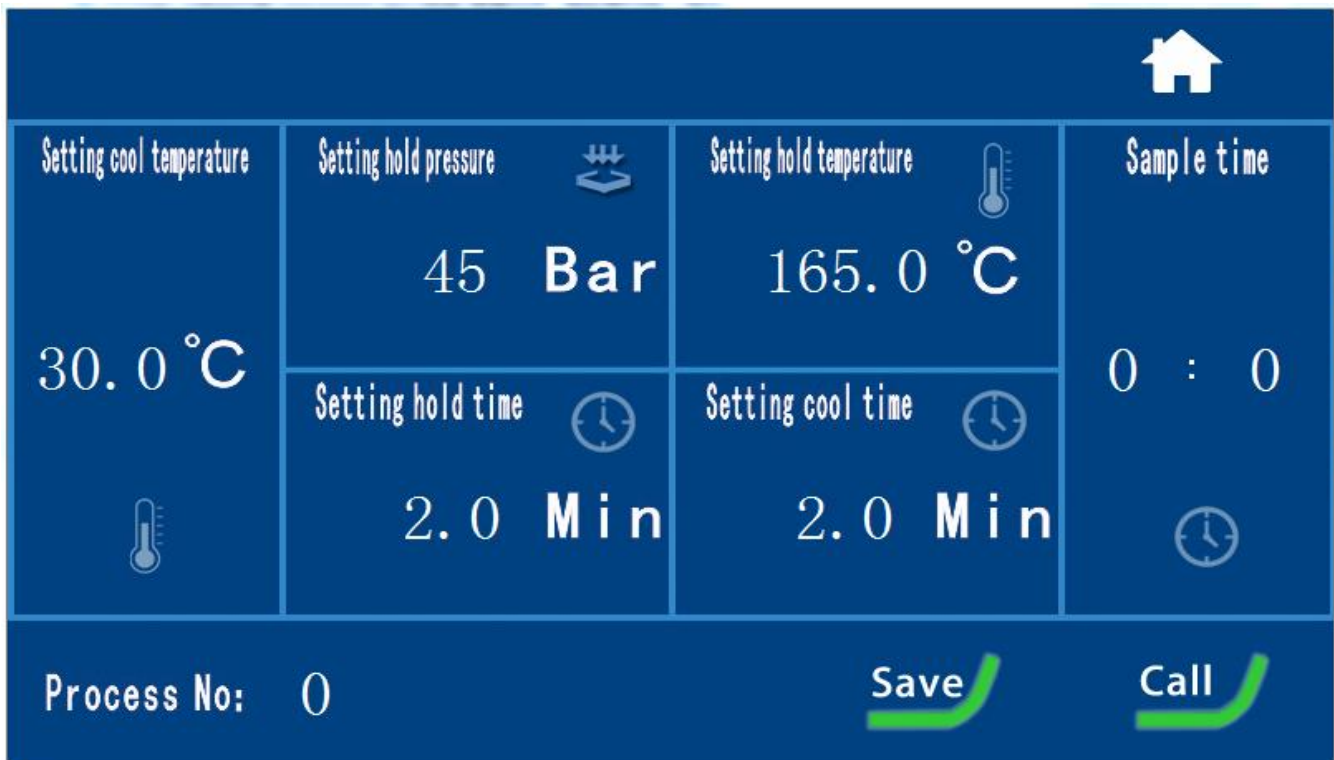 Setting cool temperature
30.0 ℃
Setting hold pressure
45 Bar
Setting hold temperature
165.0 ℃
Sample time
0 : 0
Setting hold time
2.0 Min
Setting cool time
2.0 Min
Process No: 0
Save
Call